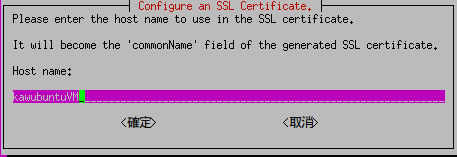 Configure an SSL Certificate.
Please enter the host name to use in the SSL certificate.
It will become the 'commonName' field of the generated SSL certificate.
Host name:
kawubuntuVM
<確定> <取消>